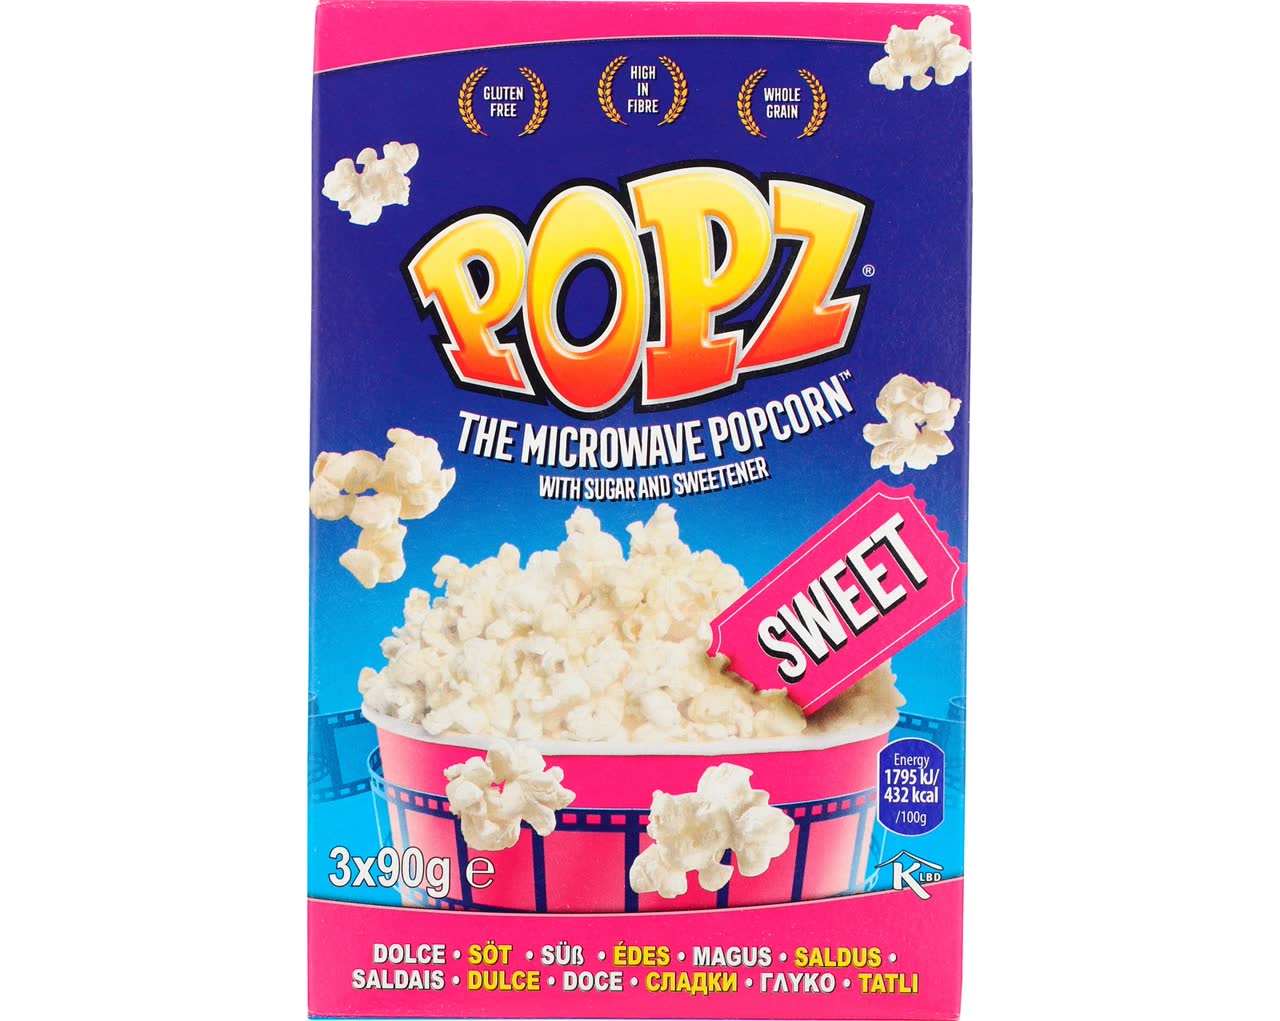 GLUTEN
FREE
HIGH
IN
FIBRE
WHOLE
GRAIN
POPZ®
THE MICROWAVE POPCORN™
WITH SUGAR AND SWEETENER
SWEET
Energy
1795 kJ/
432 kcal
/100g
3x90g ℮
K LBD
DOLCE • SÖT • SÜß • ÉDES • MAGUS • SALDUS •
SALDAIS • DULCE • DOCE • СЛАДКИ • ΓΛΥΚΟ • TATLI